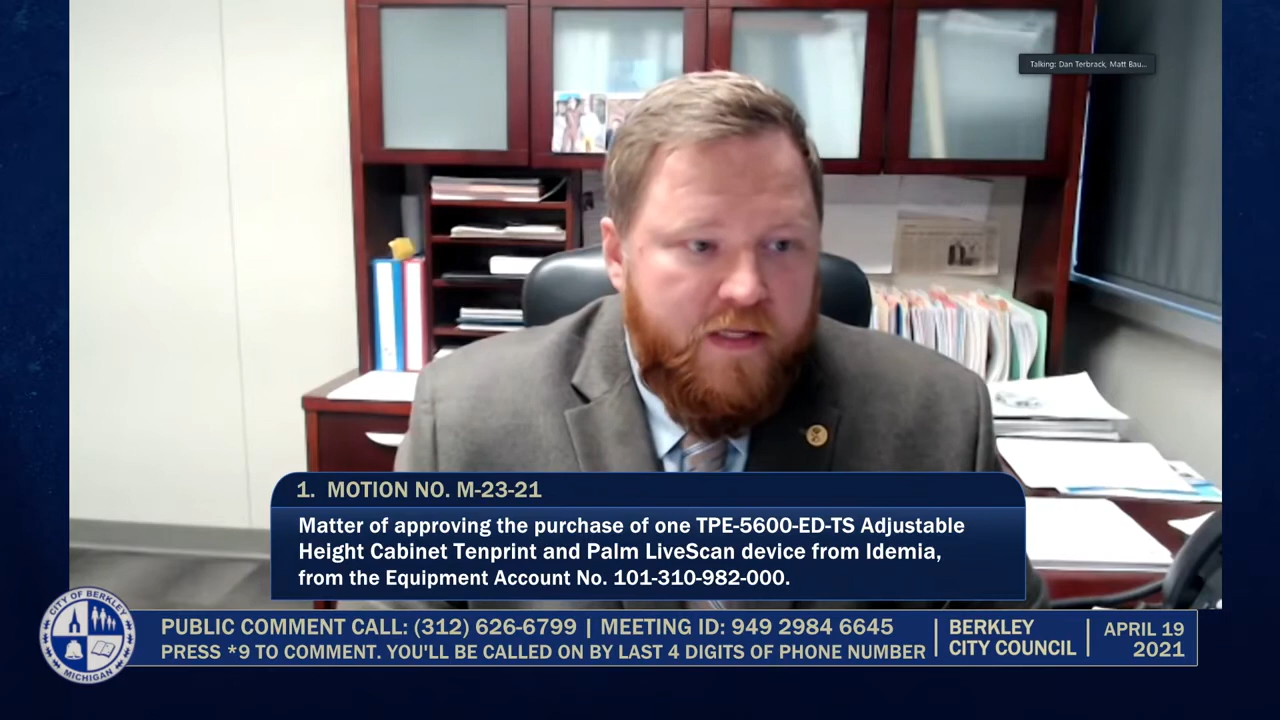 Talking: Dan Terbrack, Matt Bau...
1. MOTION NO. M-23-21
Matter of approving the purchase of one TPE-5600-ED-TS Adjustable
Height Cabinet Tenprint and Palm LiveScan device from Idemia,
from the Equipment Account No. 101-310-982-000.
CITY OF BERKLEY
MICHIGAN
PUBLIC COMMENT CALL: (312) 626-6799 | MEETING ID: 949 2984 6645
PRESS *9 TO COMMENT. YOU'LL BE CALLED ON BY LAST 4 DIGITS OF PHONE NUMBER
BERKLEY
CITY COUNCIL
APRIL 19
2021